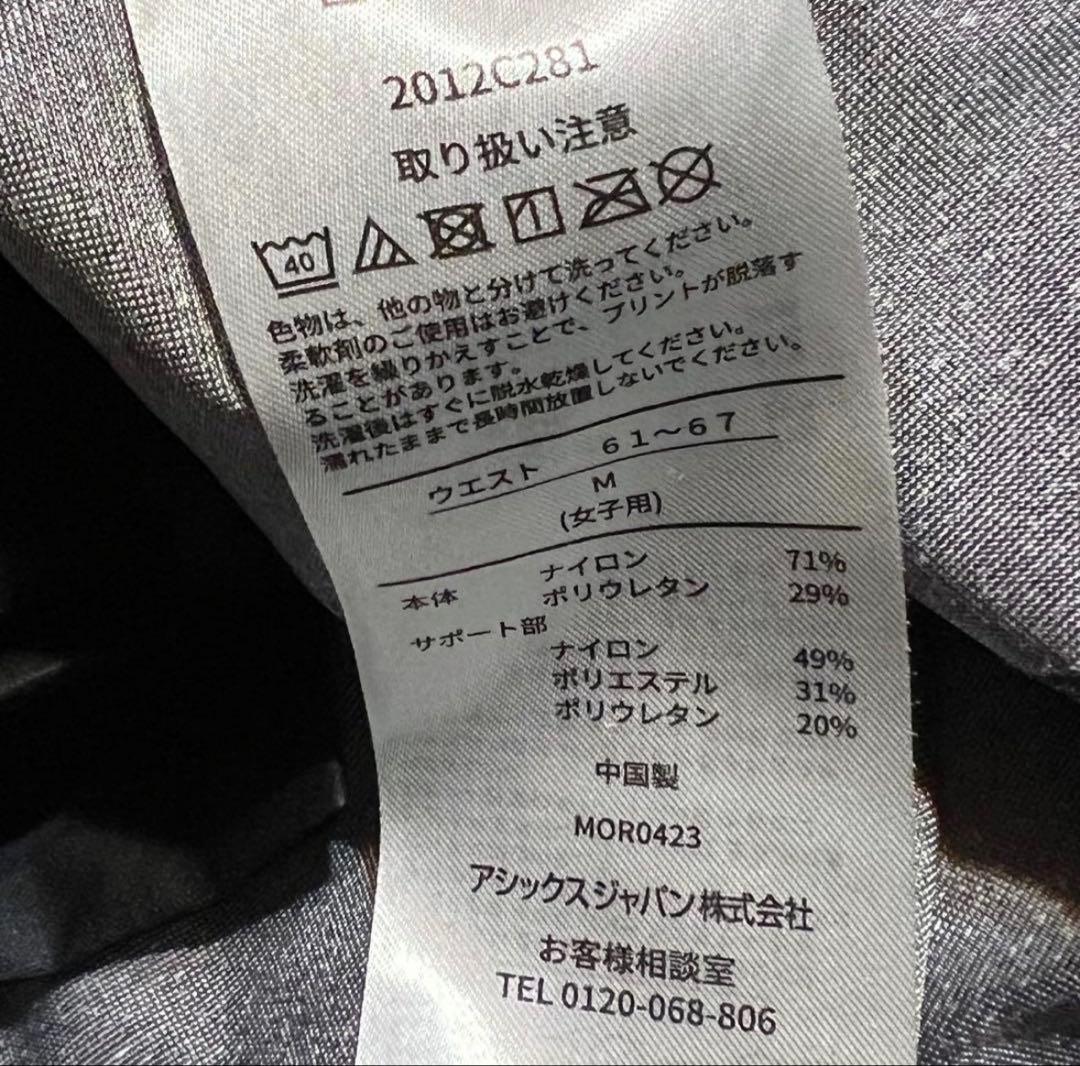 2012C281
取り扱い注意
40
色物は、他の物と分けて洗ってください。
柔軟剤のご使用はお避けください。
洗濯を繰りかえすことで、プリントが脱落す
ることがあります。
洗濯後はすぐに脱水乾燥してください。
濡れたままで長時間放置しないでください。
ウエスト 61～67
M
(女子用)
本体 ナイロン 71%
ポリウレタン 29%
サポート部
ナイロン 49%
ポリエステル 31%
ポリウレタン 20%
中国製
MOR0423
アシックスジャパン株式会社
お客様相談室
TEL 0120-068-806